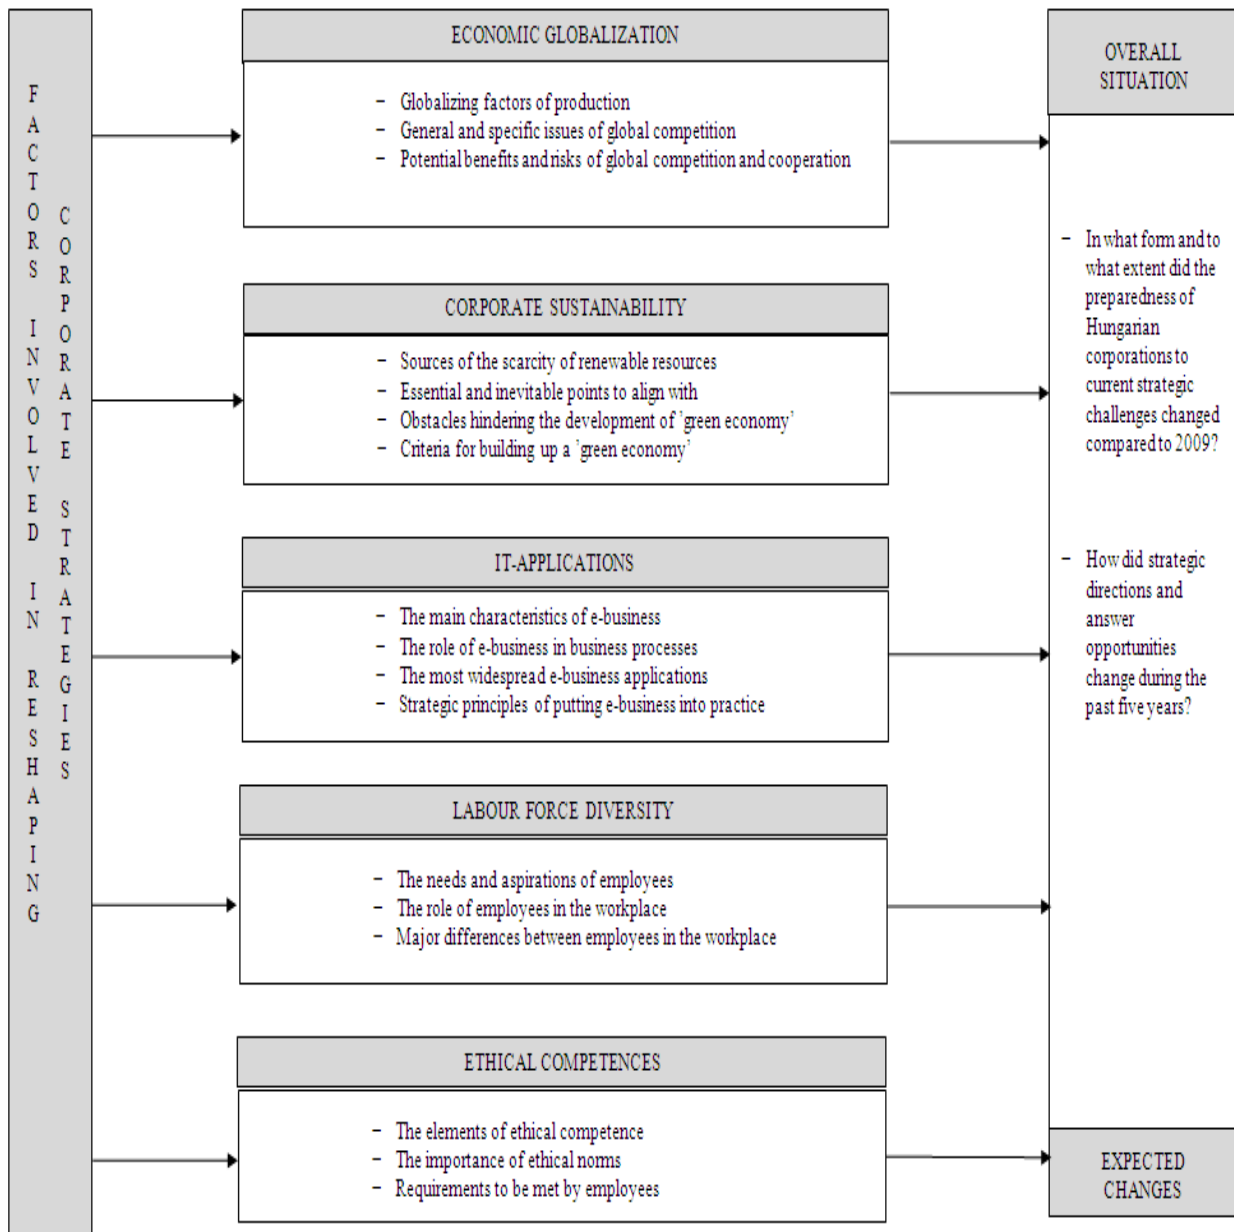 FACTORS INVOLVED IN RESHAPING
CORPORATE STRATEGIES
ECONOMIC GLOBALIZATION
- Globalizing factors of production
- General and specific issues of global competition
- Potential benefits and risks of global competition and cooperation
CORPORATE SUSTAINABILITY
- Sources of the scarcity of renewable resources
- Essential and inevitable points to align with
- Obstacles hindering the development of ’green economy’
- Criteria for building up a ’green economy’
IT-APPLICATIONS
- The main characteristics of e-business
- The role of e-business in business processes
- The most widespread e-business applications
- Strategic principles of putting e-business into practice
LABOUR FORCE DIVERSITY
- The needs and aspirations of employees
- The role of employees in the workplace
- Major differences between employees in the workplace
ETHICAL COMPETENCES
- The elements of ethical competence
- The importance of ethical norms
- Requirements to be met by employees
OVERALL
SITUATION
- In what form and to
what extent did the
preparedness of
Hungarian
corporations to
current strategic
challenges changed
compared to 2009?
- How did strategic
directions and
answer
opportunities
change during the
past five years?
EXPECTED
CHANGES